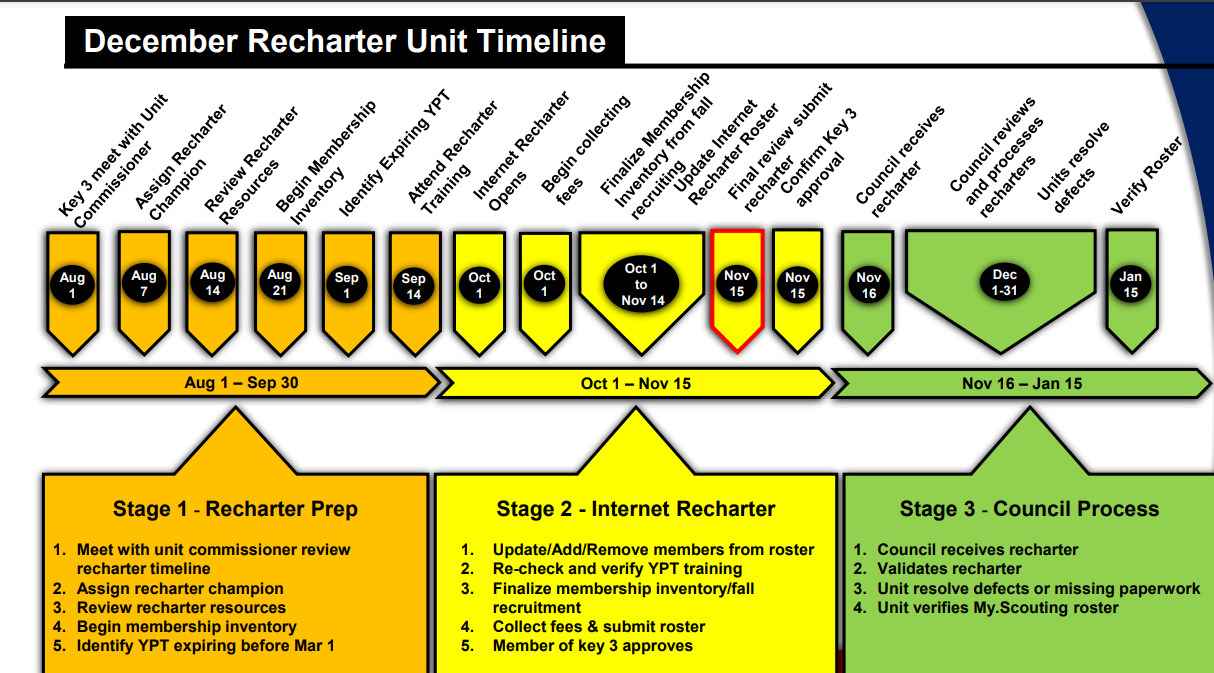 December Recharter Unit Timeline
Key 3 meet with Unit
Commissioner
Assign Recharter
Champion
Review Recharter
Resources
Begin Membership
Inventory
Identify Expiring YPT
Attend Recharter
Training
Internet Recharter
Opens
Begin collecting
fees
Finalize Membership
Inventory from fall
recruiting
Update Internet
Recharter Roster
Final review submit
recharter
Confirm Key 3
approval
Council receives
recharter
Council reviews
and processes
recharters
Units resolve
defects
Verify Roster
Aug
1
Aug
7
Aug
14
Aug
21
Sep
1
Sep
14
Oct
1
Oct
1
Oct 1
to
Nov 14
Nov
15
Nov
15
Nov
16
Dec
1-31
Jan
15
Aug 1 – Sep 30
Oct 1 – Nov 15
Nov 16 – Jan 15
Stage 1 - Recharter Prep
1. Meet with unit commissioner review
recharter timeline
2. Assign recharter champion
3. Review recharter resources
4. Begin membership inventory
5. Identify YPT expiring before Mar 1
Stage 2 - Internet Recharter
1. Update/Add/Remove members from roster
2. Re-check and verify YPT training
3. Finalize membership inventory/fall
recruitment
4. Collect fees & submit roster
5. Member of key 3 approves
Stage 3 - Council Process
1. Council receives recharter
2. Validates recharter
3. Unit resolve defects or missing paperwork
4. Unit verifies My.Scouting roster